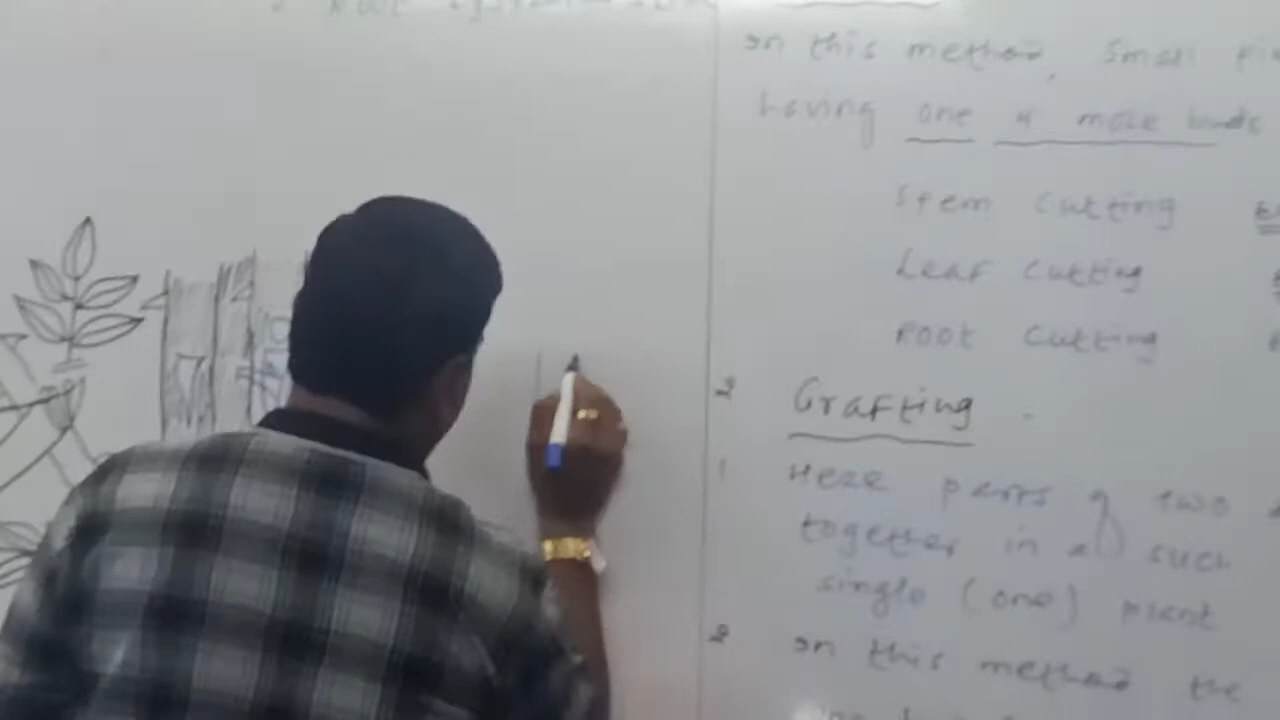 Root
In this method, Small
having one or more buds
Stem cutting
Leaf cutting
Root cutting
2 Grafting -
1 Here parts of two
together in a such
single (one) plant
2 In this method the